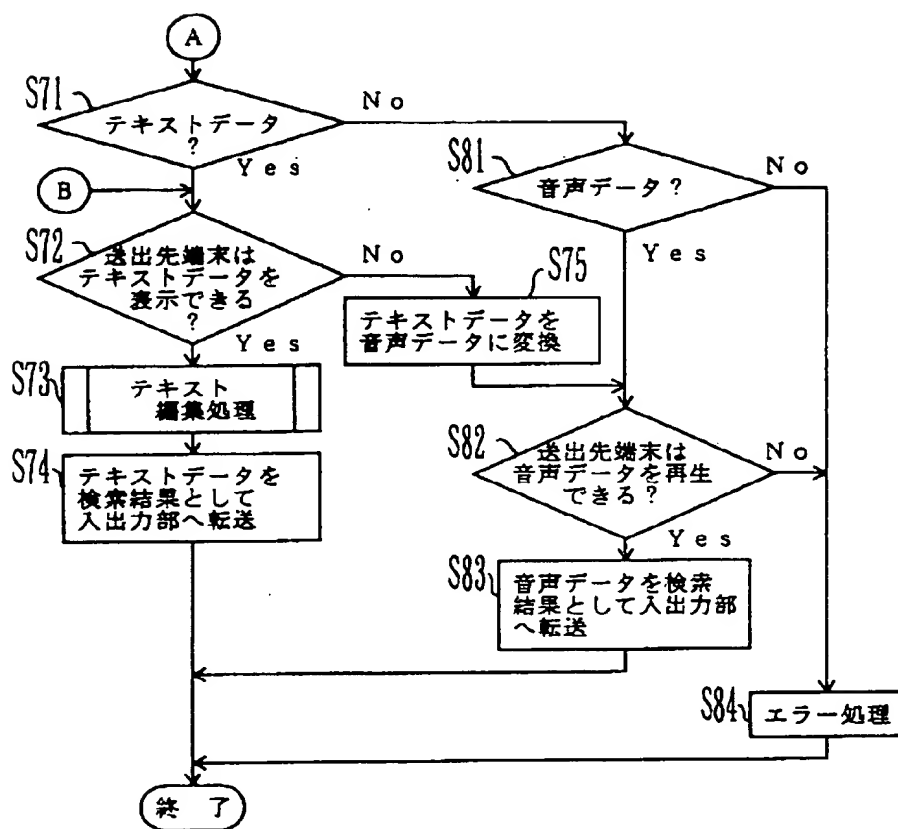 A
S71
テキストデータ
?
No
Yes
S81
音声データ?
No
Yes
B
S72
送出先端末は
テキストデータを
表示できる
?
No
Yes
S75
テキストデータを
音声データに変換
S73
テキスト
編集処理
S74
テキストデータを
検索結果として
入出力部へ転送
S82
送出先端末は
音声データを再生
できる?
No
Yes
S83
音声データを検索
結果として入出力部
へ転送
S84
エラー処理
終 了